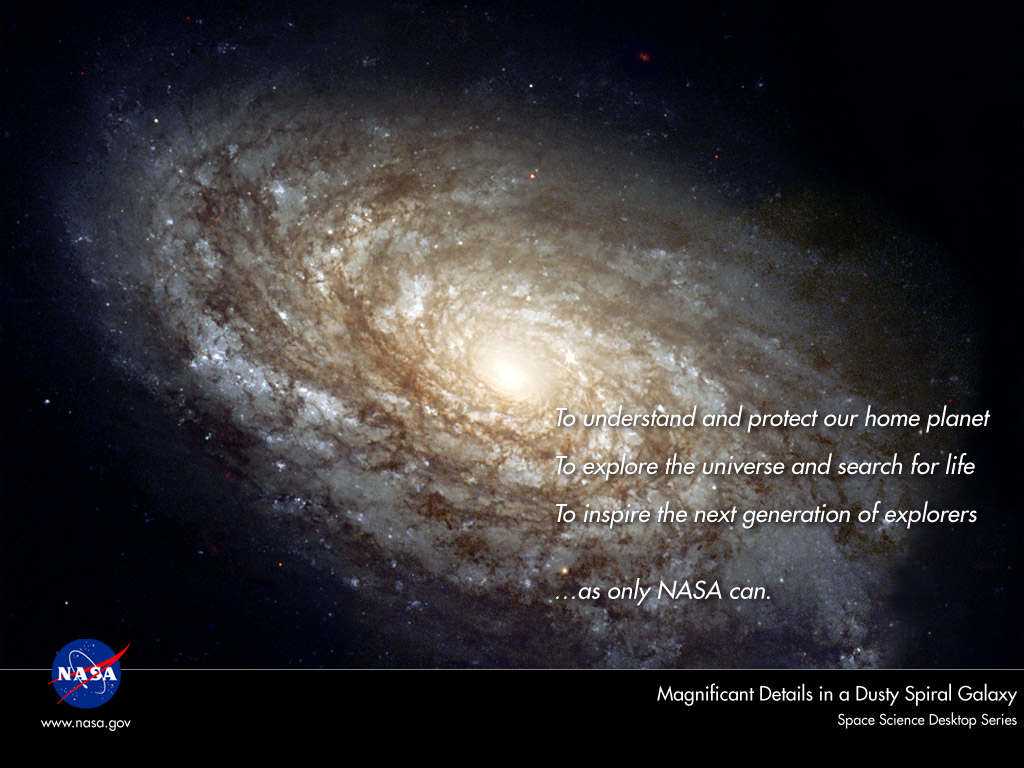 To understand and protect our home planet
To explore the universe and search for life
To inspire the next generation of explorers
…as only NASA can.
NASA
www.nasa.gov
Magnificant Details in a Dusty Spiral Galaxy
Space Science Desktop Series